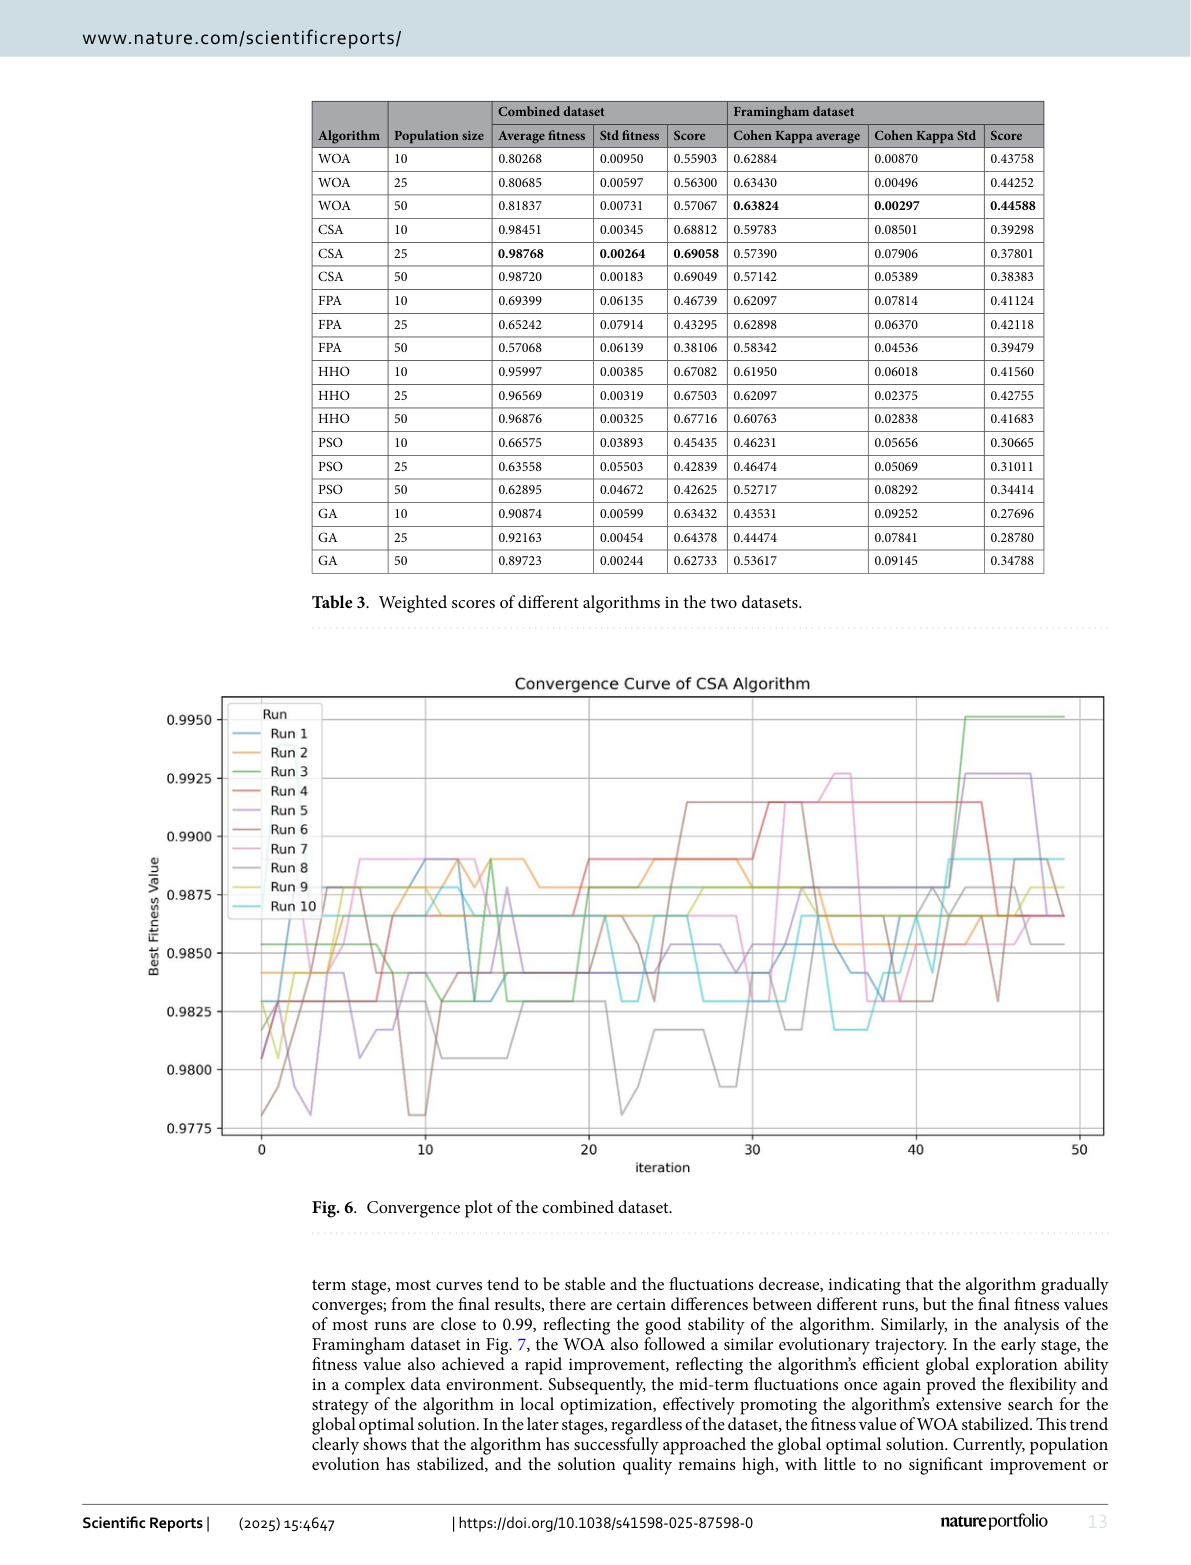 www.nature.com/scientificreports/
Combined dataset Framingham dataset
Algorithm Population size Average fitness Std fitness Score Cohen Kappa average Cohen Kappa Std Score
WOA 10 0.80268 0.00950 0.55903 0.62884 0.00870 0.43758
WOA 25 0.80685 0.00597 0.56300 0.63430 0.00496 0.44252
WOA 50 0.81837 0.00731 0.57067 0.63824 0.00297 0.44588
CSA 10 0.98451 0.00345 0.68812 0.59783 0.08501 0.39298
CSA 25 0.98768 0.00264 0.69058 0.57390 0.07906 0.37801
CSA 50 0.98720 0.00183 0.69049 0.57142 0.05389 0.38383
FPA 10 0.69399 0.06135 0.46739 0.62097 0.07814 0.41124
FPA 25 0.65242 0.07914 0.43295 0.62898 0.06370 0.42118
FPA 50 0.57068 0.06139 0.38106 0.58342 0.04536 0.39479
HHO 10 0.95997 0.00385 0.67082 0.61950 0.06018 0.41560
HHO 25 0.96569 0.00319 0.67503 0.62097 0.02375 0.42755
HHO 50 0.96876 0.00325 0.67716 0.60763 0.02838 0.41683
PSO 10 0.66575 0.03893 0.45435 0.46231 0.05656 0.30665
PSO 25 0.63558 0.05503 0.42839 0.46474 0.05069 0.31011
PSO 50 0.62895 0.04672 0.42625 0.52717 0.08292 0.34414
GA 10 0.90874 0.00599 0.63432 0.43531 0.09252 0.27696
GA 25 0.92163 0.00454 0.64378 0.44474 0.07841 0.28780
GA 50 0.89723 0.00244 0.62733 0.53617 0.09145 0.34788
Table 3. Weighted scores of different algorithms in the two datasets.
Convergence Curve of CSA Algorithm
Run
Run 1
Run 2
Run 3
Run 4
Run 5
Run 6
Run 7
Run 8
Run 9
Run 10
Best Fitness Value
0.9950
0.9925
0.9900
0.9875
0.9850
0.9825
0.9800
0.9775
0 10 20 30 40 50
iteration
Fig. 6. Convergence plot of the combined dataset.
term stage, most curves tend to be stable and the fluctuations decrease, indicating that the algorithm gradually
converges; from the final results, there are certain differences between different runs, but the final fitness values
of most runs are close to 0.99, reflecting the good stability of the algorithm. Similarly, in the analysis of the
Framingham dataset in Fig. 7, the WOA also followed a similar evolutionary trajectory. In the early stage, the
fitness value also achieved a rapid improvement, reflecting the algorithm's efficient global exploration ability
in a complex data environment. Subsequently, the mid-term fluctuations once again proved the flexibility and
strategy of the algorithm in local optimization, effectively promoting the algorithm's extensive search for the
global optimal solution. In the later stages, regardless of the dataset, the fitness value of WOA stabilized. This trend
clearly shows that the algorithm has successfully approached the global optimal solution. Currently, population
evolution has stabilized, and the solution quality remains high, with little to no significant improvement or
Scientific Reports | (2025) 15:4647 | https://doi.org/10.1038/s41598-025-87598-0 nature portfolio 13